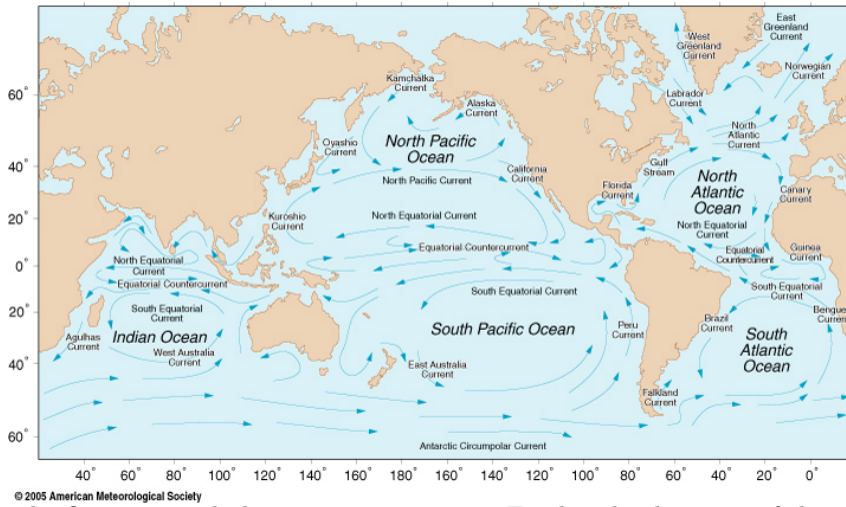 East
Greenland
Current
West
Greenland
Current
Norwegian
Current
Kamchatka
Current
Alaska
Current
Labrador
Current
60°
Oyashio
Current
North Pacific
Ocean
North
Atlantic
Current
40°
North Pacific Current
California
Current
Gulf
Stream
Florida
Current
North
Atlantic
Ocean
Canary
Current
20°
Kuroshio
Current
North Equatorial Current
North Equatorial
Current
Equatorial Countercurrent
Equatorial
Countercurrent
Guinea
Current
0°
North Equatorial
Current
Equatorial Countercurrent
South Equatorial Current
South Equatorial
Current
20°
South Equatorial
Current
Indian Ocean
West Australia
Current
Agulhas
Current
South Pacific Ocean
Peru
Current
Brazil
Current
Bengue
Curren
South
Atlantic
Ocean
40°
East Australia
Current
Falkland
Current
60°
Antarctic Circumpolar Current
40° 60° 80° 100° 120° 140° 160° 180° 160° 140° 120° 100° 80° 60° 40° 20° 0°
© 2005 American Meteorological Society